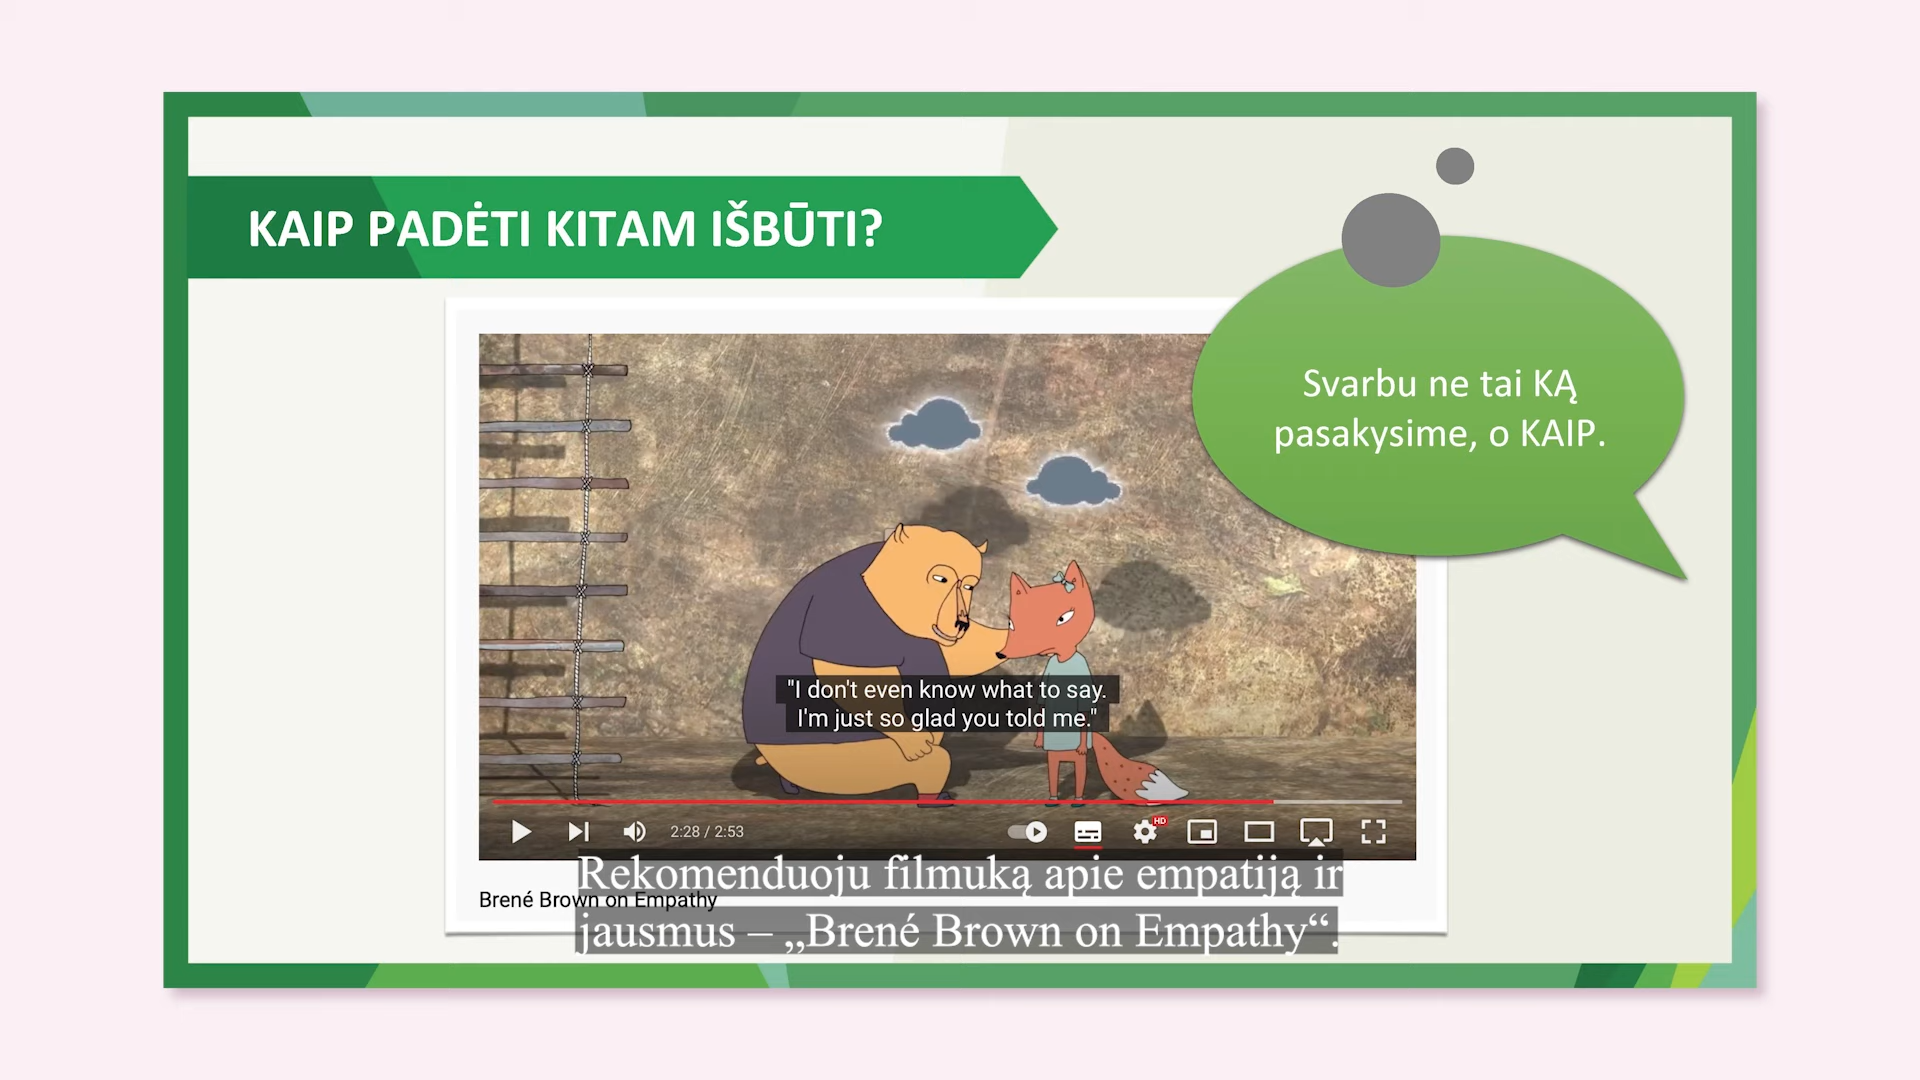 KAIP PADĖTI KITAM IŠBŪTI?
Svarbu ne tai KĄ
pasakysime, o KAIP.
"I don't even know what to say.
I'm just so glad you told me."
2:28 / 2:53
HD
Brené Brown on Empathy
Rekomenduoju filmuką apie empatiją ir
jausmus – „Brené Brown on Empathy“.